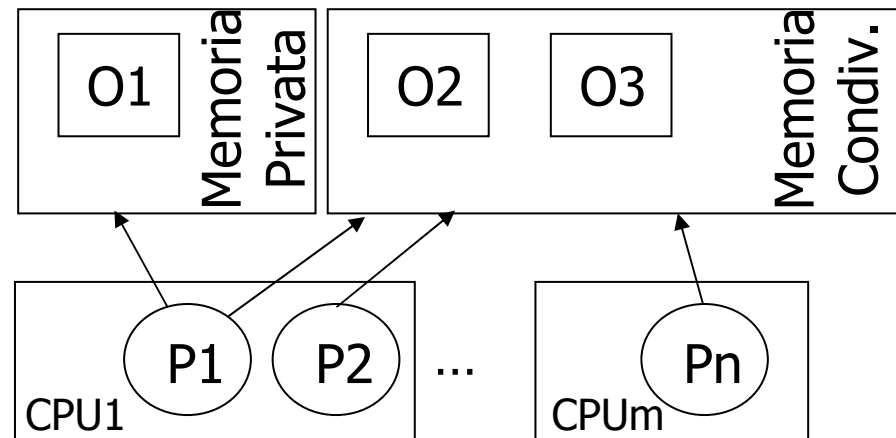 O1
Memoria
Privata
O2
O3
Memoria
Condiv.
P1
P2
...
Pn
CPU1
CPUm